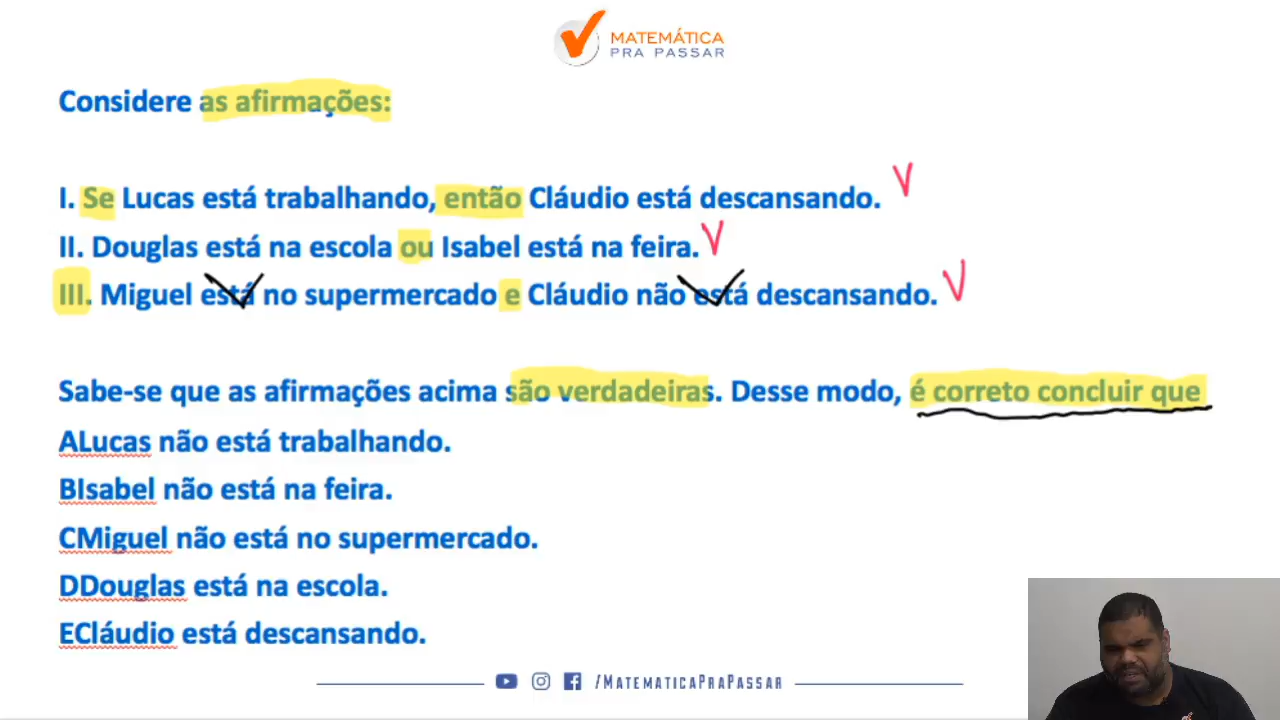 MATEMÁTICA
PRA PASSAR
Considere as afirmações:
I. Se Lucas está trabalhando, então Cláudio está descansando. V
II. Douglas está na escola ou Isabel está na feira. V
III. Miguel está no supermercado e Cláudio não está descansando. V
Sabe-se que as afirmações acima são verdadeiras. Desse modo, é correto concluir que
ALucas não está trabalhando.
BIsabel não está na feira.
CMiguel não está no supermercado.
DDouglas está na escola.
ECláudio está descansando.
/MATEMATICAPRAPASSAR